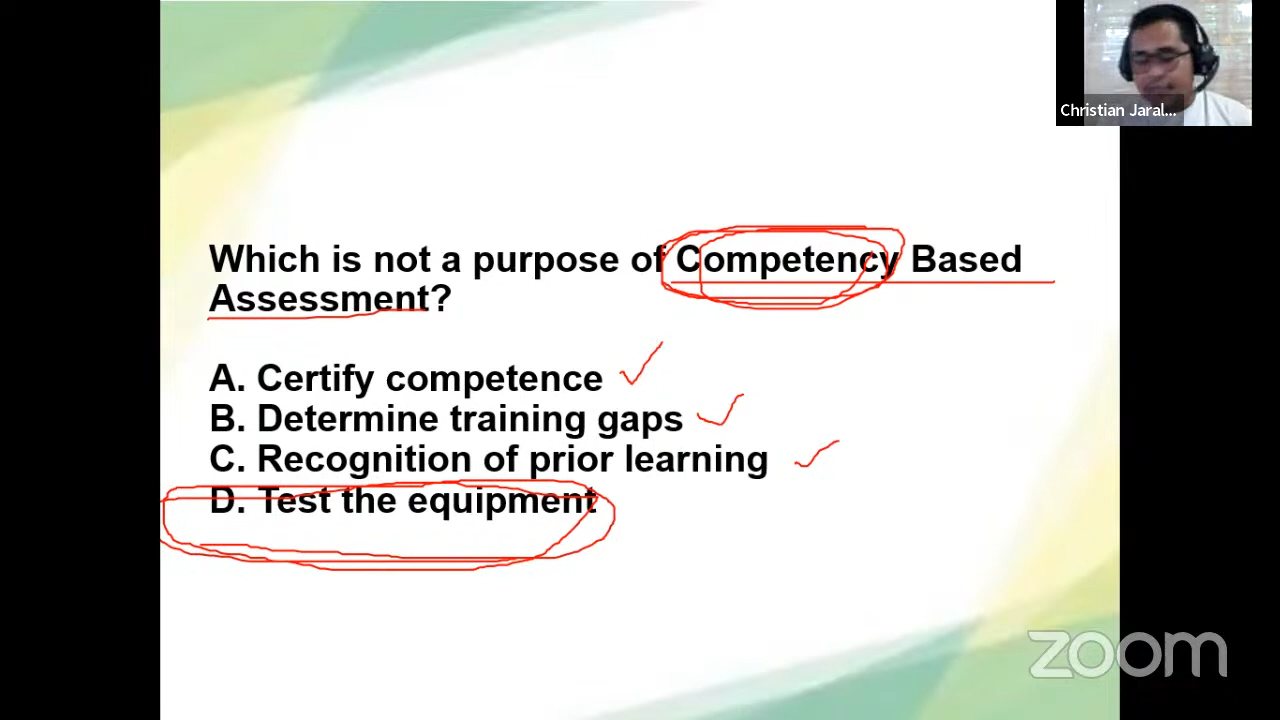 Christian Jaral...
Which is not a purpose of Competency Based
Assessment?
A. Certify competence
B. Determine training gaps
C. Recognition of prior learning
D. Test the equipment
zoom